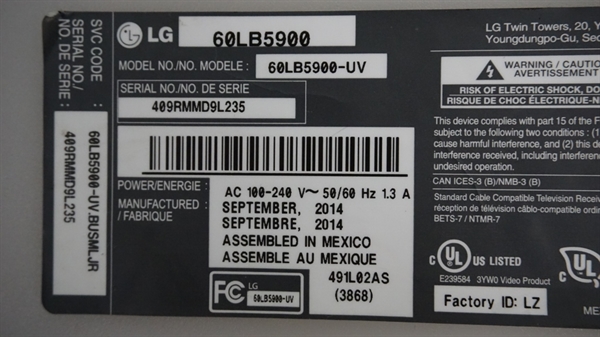 SVC CODE :
60LB5900-UV.BUSMLJR
SERIAL NO./
NO. DE SERIE :
409RMMD9L235
LG 60LB5900
MODEL NO./NO. MODELE : 60LB5900-UV
SERIAL NO./NO. DE SERIE
409RMMD9L235
POWER/ENERGIE : AC 100-240 V~ 50/60 Hz 1.3 A
MANUFACTURED : SEPTEMBER, 2014
/ FABRIQUE SEPTEMBRE, 2014
ASSEMBLED IN MEXICO
ASSEMBLE AU MEXIQUE
491L02AS
(3868)
FC LG
60LB5900-UV
LG Twin Towers, 20, Y
Youngdungpo-Gu, Seo
WARNING / CAU
AVERTISSEMENT
RISK OF ELECTRIC SHOCK, DO
RISQUE DE CHOC ÉLECTRIQUE-N
This device complies with part 15 of the F
subject to the following two conditions : (1
cause harmful interference, and (2) this de
interference received, including interferen
undesired operation.
CAN ICES-3 (B)/NMB-3 (B)
Standard Cable Compatible Television Receiv
réception de télévision câblo-compatible ordin
BETS-7 / NTMR-7
c UL US
LISTED
E239584 3YW0 Video Product
UL
Factory ID: LZ